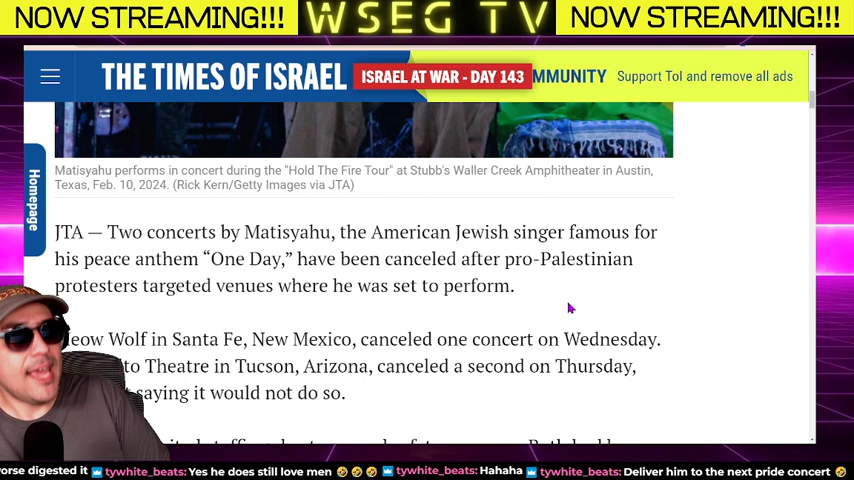 NOW STREAMING!!!
WSEG TV
NOW STREAMING!!!
THE TIMES OF ISRAEL
ISRAEL AT WAR - DAY 143
MMUNITY
Support ToI and remove all ads
Homepage
Matisyahu performs in concert during the "Hold The Fire Tour" at Stubb's Waller Creek Amphitheater in Austin,
Texas, Feb. 10, 2024. (Rick Kern/Getty Images via JTA)
JTA — Two concerts by Matisyahu, the American Jewish singer famous for
his peace anthem “One Day,” have been canceled after pro-Palestinian
protesters targeted venues where he was set to perform.
eow Wolf in Santa Fe, New Mexico, canceled one concert on Wednesday.
to Theatre in Tucson, Arizona, canceled a second on Thursday,
saying it would not do so.
orse digested it tywhite_beats: Yes he does still love men 🤣🤣🤣 tywhite_beats: Hahaha tywhite_beats: Deliver him to the next pride concert 🤣